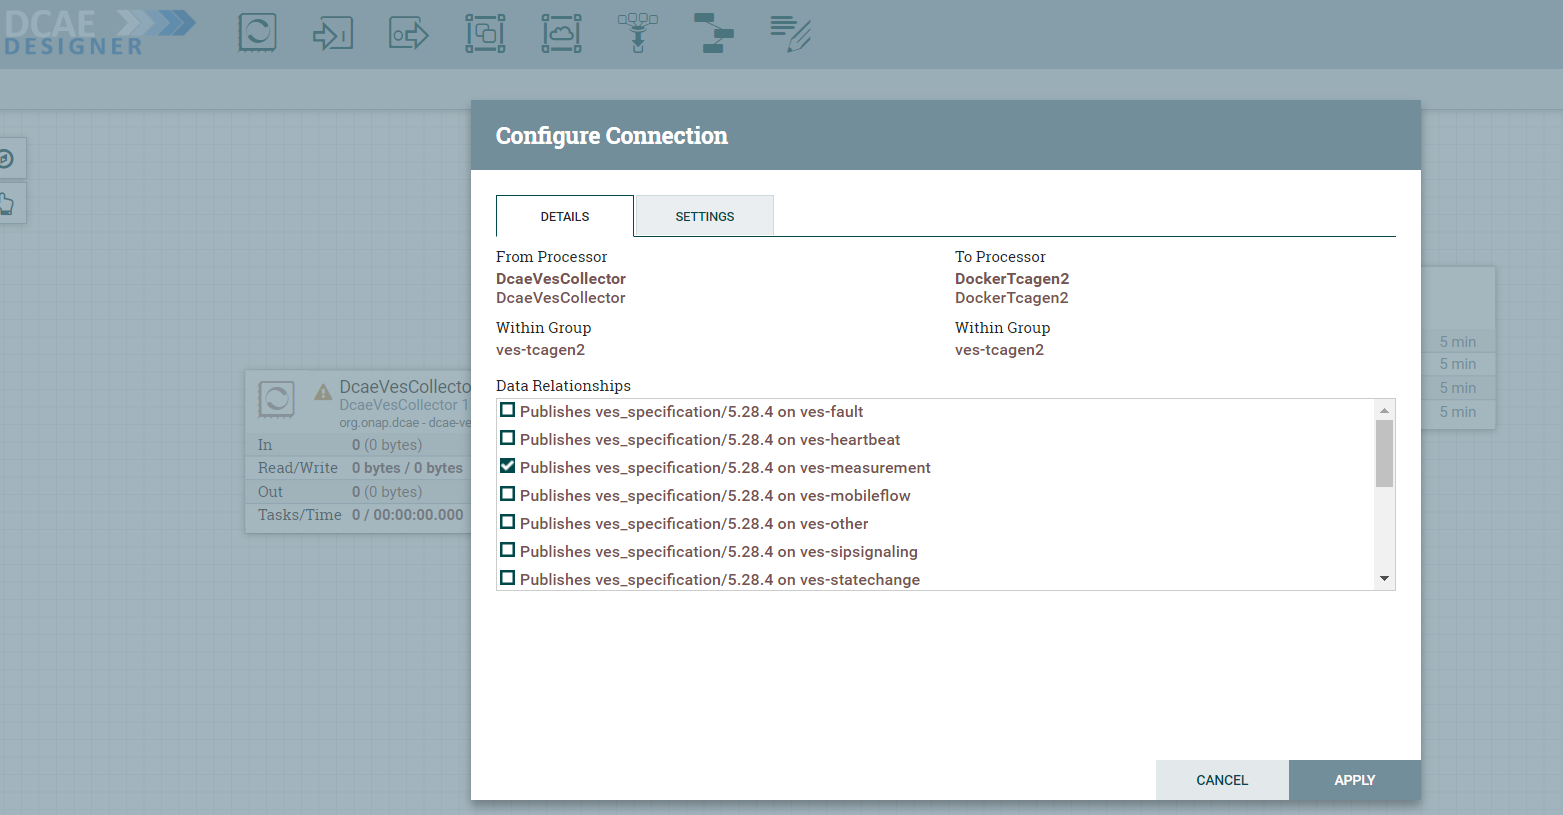 DCAE
DESIGNER
Configure Connection
DETAILS
SETTINGS
From Processor
DcaeVesCollector
DcaeVesCollector
Within Group
ves-tcagen2
To Processor
DockerTcagen2
DockerTcagen2
Within Group
ves-tcagen2
Data Relationships
Publishes ves_specification/5.28.4 on ves-fault
Publishes ves_specification/5.28.4 on ves-heartbeat
Publishes ves_specification/5.28.4 on ves-measurement
Publishes ves_specification/5.28.4 on ves-mobileflow
Publishes ves_specification/5.28.4 on ves-other
Publishes ves_specification/5.28.4 on ves-sipsignaling
Publishes ves_specification/5.28.4 on ves-statechange
CANCEL
APPLY
DcaeVesCollecto
DcaeVesCollector 1
org.onap.dcae - dcae-ve
In 0 (0 bytes)
Read/Write 0 bytes / 0 bytes
Out 0 (0 bytes)
Tasks/Time 0 / 00:00:00.000
5 min
5 min
5 min
5 min